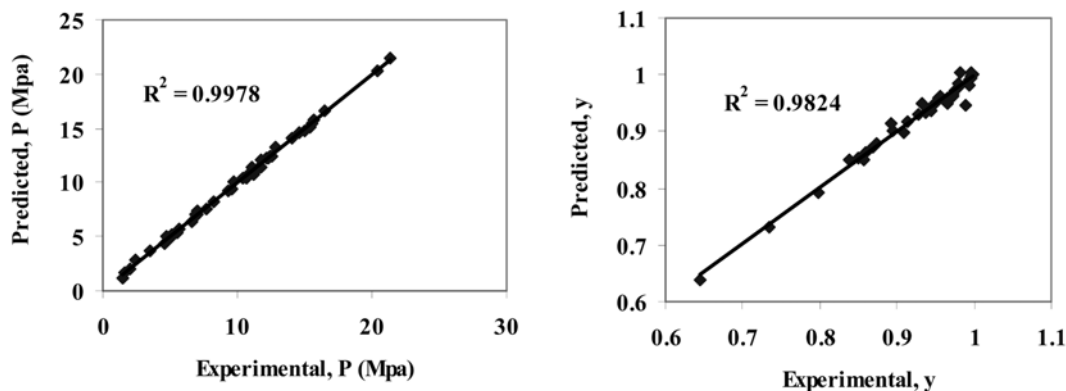 25
20
15
10
5
0
0 10 20 30
Predicted, P (Mpa)
R² = 0.9978
Experimental, P (Mpa)
1.1
1
0.9
0.8
0.7
0.6
0.6 0.7 0.8 0.9 1 1.1
Predicted, y
R² = 0.9824
Experimental, y